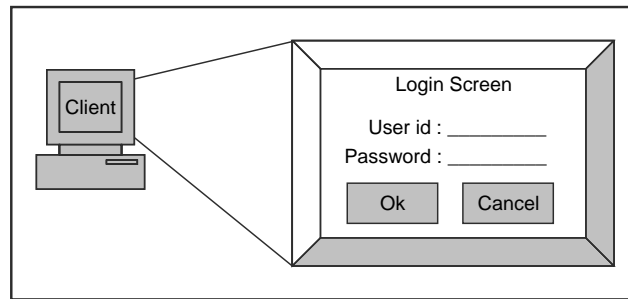 Client
Login Screen
User id : _________
Password : _________
Ok
Cancel